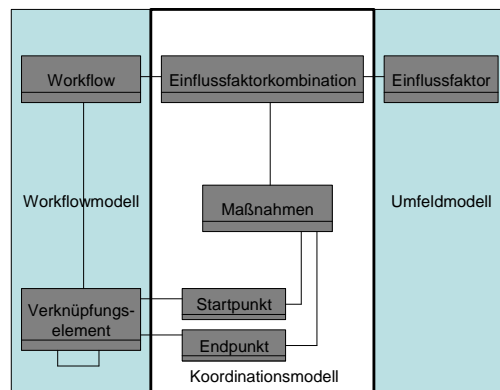 Workflow
Einflussfaktorkombination
Einflussfaktor
Workflowmodell
Maßnahmen
Umfeldmodell
Verknüpfungs-
element
Startpunkt
Endpunkt
Koordinationsmodell